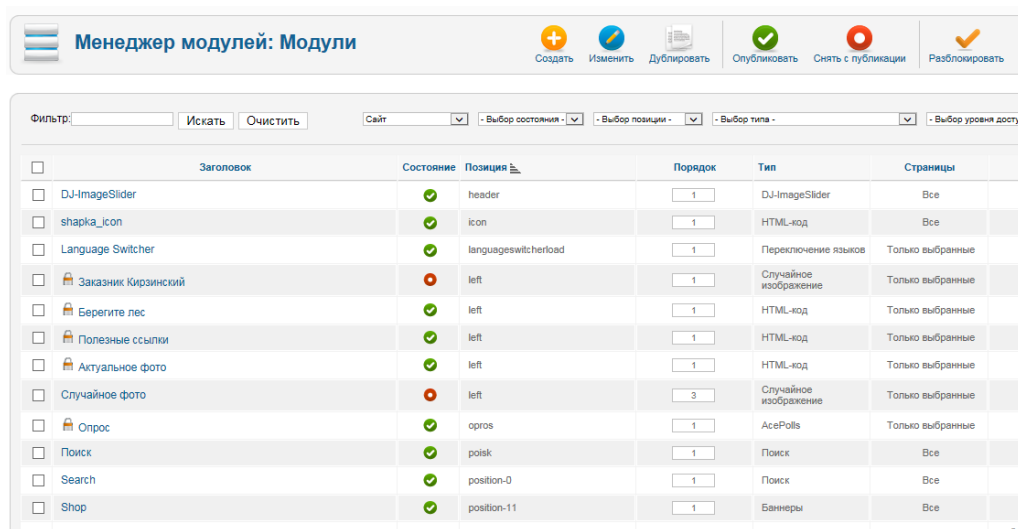 Менеджер модулей: Модули
Создать Изменить Дублировать Опубликовать Снять с публикации Разблокировать
Фильтр: Искать Очистить Сайт - Выбор состояния - - Выбор позиции - - Выбор типа - - Выбор уровня досту
Заголовок Состояние Позиция Порядок Тип Страницы
DJ-ImageSlider header 1 DJ-ImageSlider Все
shapka_icon icon 1 HTML-код Все
Language Switcher languageswitcherload 1 Переключение языков Только выбранные
Заказник Кирзинский left 1 Случайное изображение Только выбранные
Берегите лес left 1 HTML-код Только выбранные
Полезные ссылки left 1 HTML-код Только выбранные
Актуальное фото left 1 HTML-код Только выбранные
Случайное фото left 3 Случайное изображение Только выбранные
Опрос opros 1 AcePolls Только выбранные
Поиск poisk 1 Поиск Все
Search position-0 1 Поиск Все
Shop position-11 1 Баннеры Все